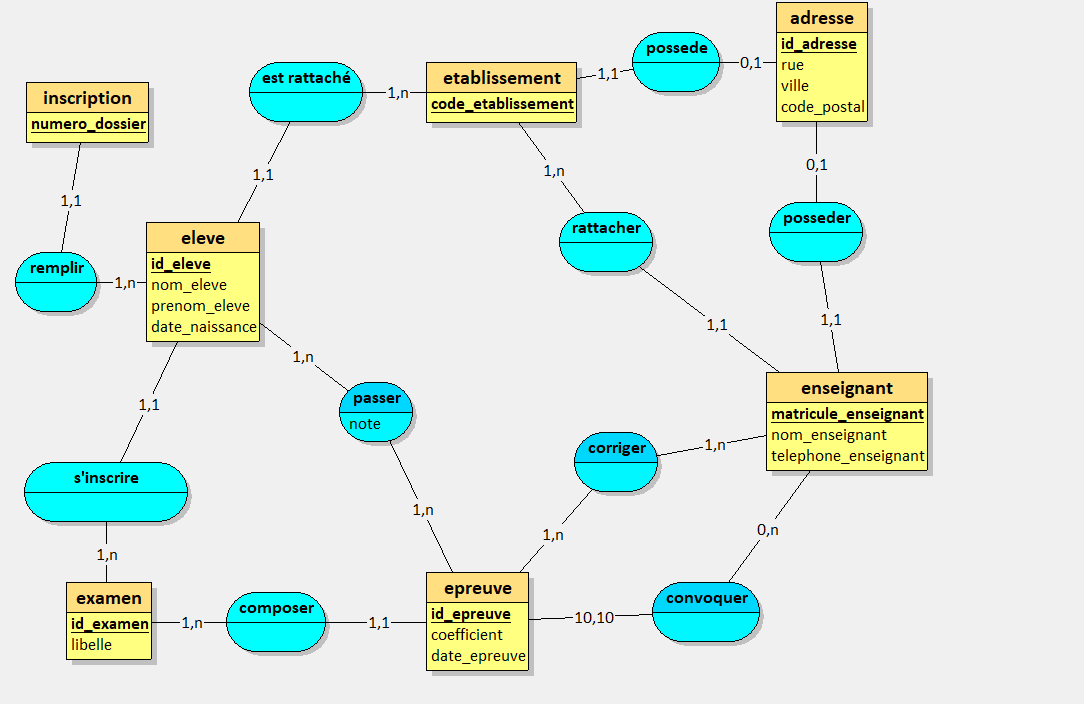 adresse
id_adresse
rue
ville
code_postal
possede
0,1
1,1
etablissement
code_etablissement
est rattaché
1,n
inscription
numero_dossier
1,1
1,1
1,n
0,1
rattacher
posseder
eleve
id_eleve
nom_eleve
prenom_eleve
date_naissance
remplir
1,n
1,1
1,1
1,n
1,1
passer
note
enseignant
matricule_enseignant
nom_enseignant
telephone_enseignant
corriger
1,n
s'inscrire
1,n
1,n
1,n
0,n
examen
id_examen
libelle
1,n
composer
1,1
epreuve
id_epreuve
coefficient
date_epreuve
10,10
convoquer